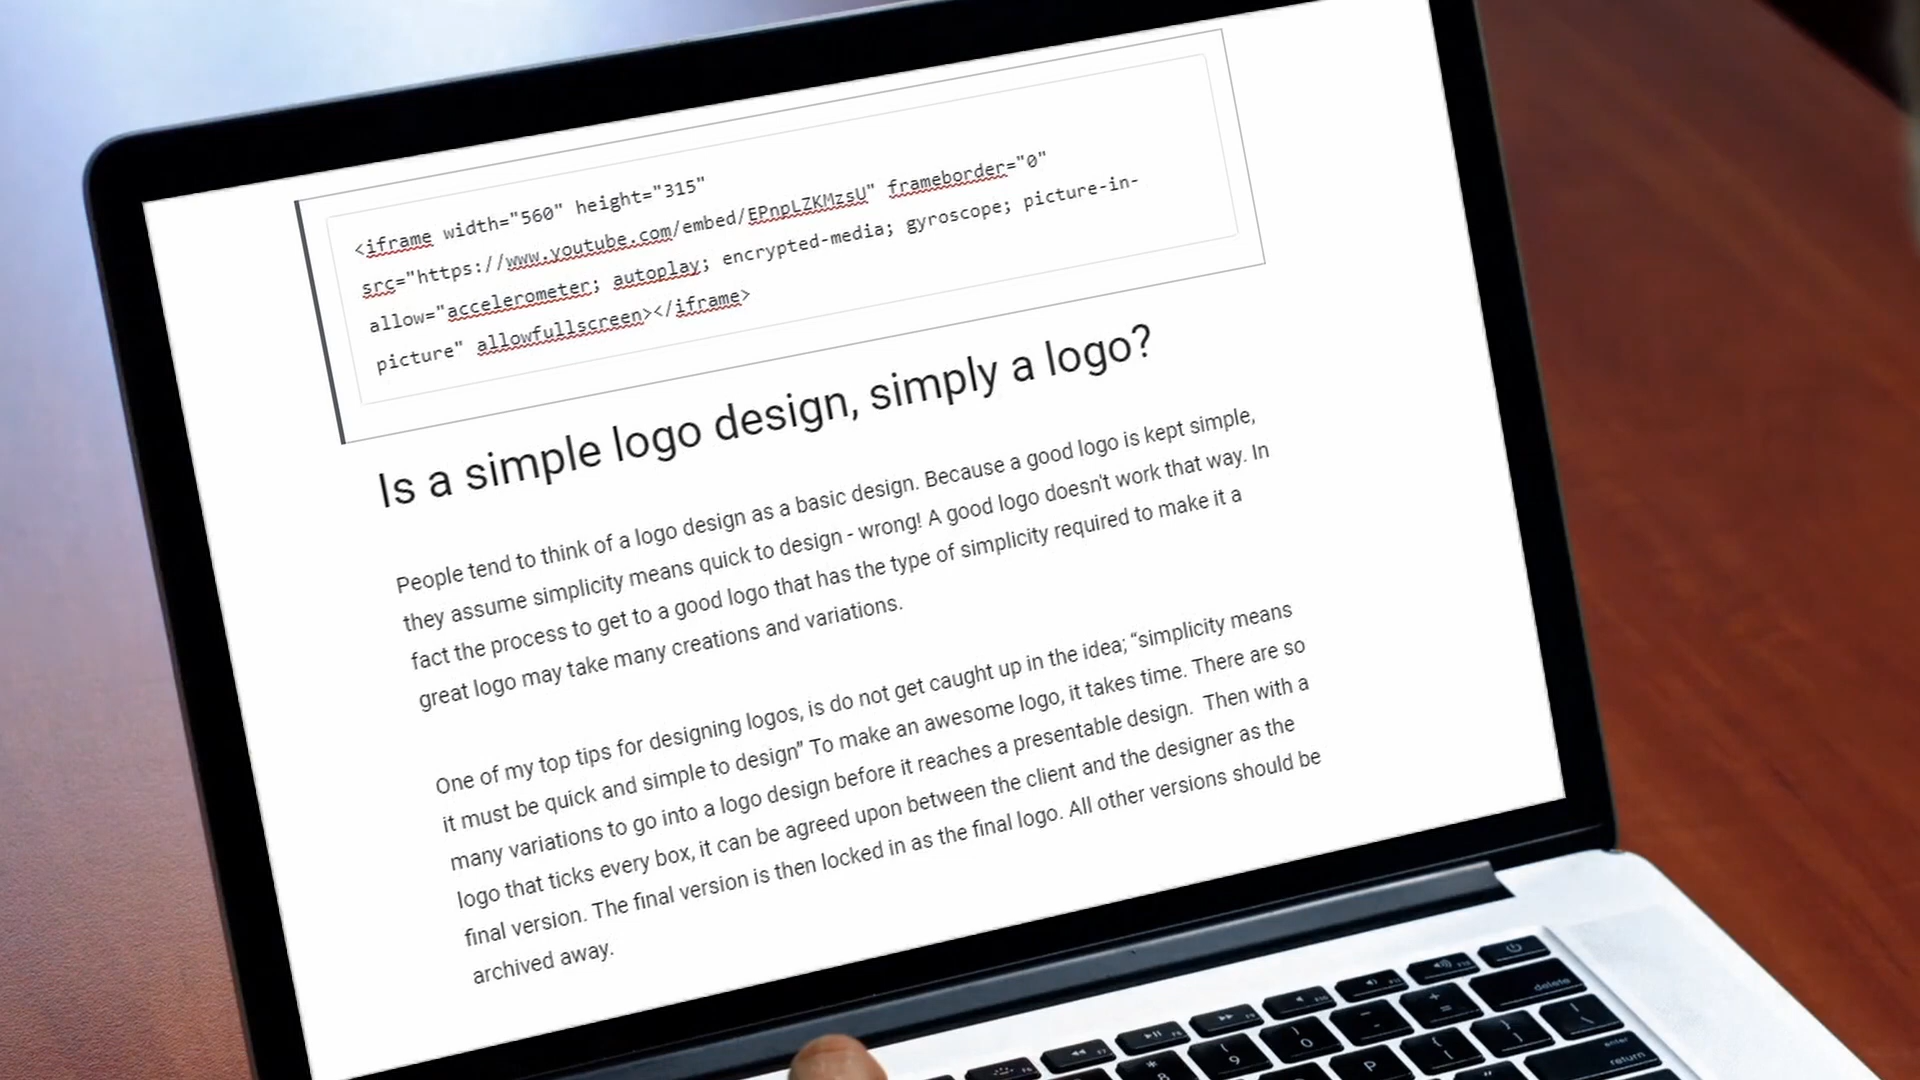 <iframe width="560" height="315"
src="https://www.youtube.com/embed/EPnpLZKMzsU" frameborder="0"
allow="accelerometer; autoplay; encrypted-media; gyroscope; picture-in-
picture" allowfullscreen></iframe>
Is a simple logo design, simply a logo?
People tend to think of a logo design as a basic design. Because a good logo is kept simple,
they assume simplicity means quick to design - wrong! A good logo doesn't work that way. In
fact the process to get to a good logo that has the type of simplicity required to make it a
great logo may take many creations and variations.
One of my top tips for designing logos, is do not get caught up in the idea; “simplicity means
it must be quick and simple to design” To make an awesome logo, it takes time. There are so
many variations to go into a logo design before it reaches a presentable design. Then with a
logo that ticks every box, it can be agreed upon between the client and the designer as the
final version. The final version is then locked in as the final logo. All other versions should be
archived away.
delete
enter
return